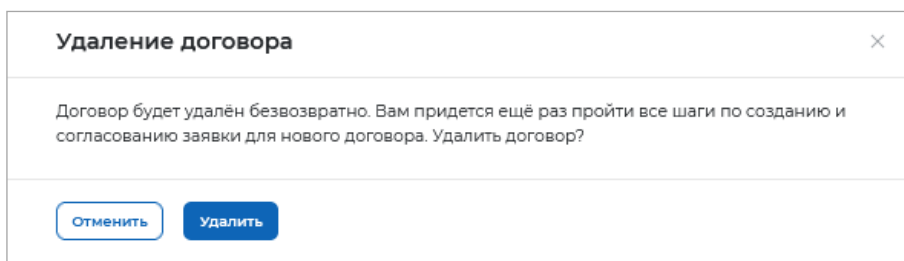 Удаление договора
Договор будет удалён безвозвратно. Вам придется ещё раз пройти все шаги по созданию и
согласованию заявки для нового договора. Удалить договор?
Отменить
Удалить